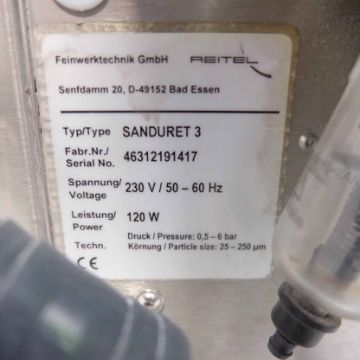 Feinwerktechnik GmbH REITEL
Senfdamm 20, D-49152 Bad Essen
Typ/Type SANDURET 3
Fabr.Nr./
Serial No. 46312191417
Spannung/
Voltage 230 V / 50 – 60 Hz
Leistung/
Power 120 W
Druck / Pressure: 0,5 – 6 bar
Techn. Körnung / Particle size: 25 – 250 µm
CE